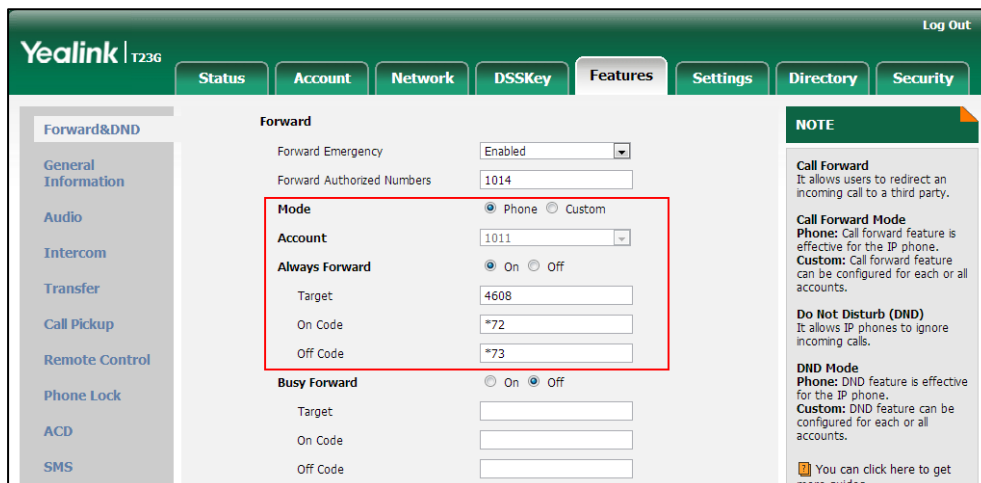 Log Out
Yealink T23G
Status Account Network DSSKey Features Settings Directory Security
Forward&DND
General
Information
Audio
Intercom
Transfer
Call Pickup
Remote Control
Phone Lock
ACD
SMS
Forward
Forward Emergency Enabled
Forward Authorized Numbers 1014
Mode Phone Custom
Account 1011
Always Forward On Off
Target 4608
On Code *72
Off Code *73
Busy Forward On Off
Target
On Code
Off Code
NOTE
Call Forward
It allows users to redirect an
incoming call to a third party.
Call Forward Mode
Phone: Call forward feature is
effective for the IP phone.
Custom: Call forward feature
can be configured for each or all
accounts.
Do Not Disturb (DND)
It allows IP phones to ignore
incoming calls.
DND Mode
Phone: DND feature is effective
for the IP phone.
Custom: DND feature can be
configured for each or all
accounts.
You can click here to get
more guides